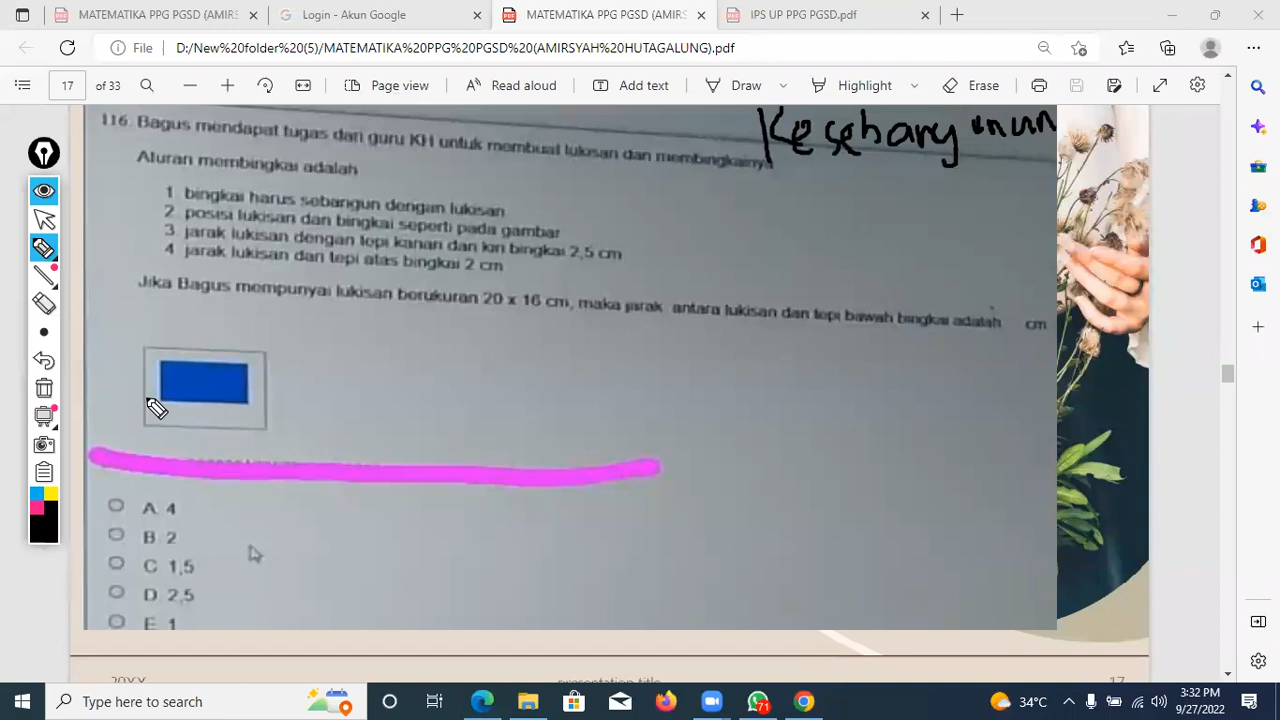 MATEMATIKA PPG PGSD (AMIRS
Login - Akun Google
MATEMATIKA PPG PGSD (AMIRS
IPS UP PPG PGSD.pdf
File
D:/New%20folder%20(5)/MATEMATIKA%20PPG%20PGSD%20(AMIRSYAH%20HUTAGALUNG).pdf
17 of 33
Page view
Read aloud
Add text
Draw
Highlight
Erase
116. Bagus mendapat tugas dari guru KH untuk membuat lukisan dan membingkainya
Kesebangunan
Aturan membingkai adalah
1 bingkai harus sebangun dengan lukisan
2 posisi lukisan dan bingkai seperti pada gambar
3 jarak lukisan dengan tepi kanan dan kiri bingkai 2,5 cm
4 jarak lukisan dari tepi atas bingkai 2 cm
Jika Bagus mempunyai lukisan berukuran 20 x 16 cm, maka jarak antara lukisan dan tepi bawah bingkai adalah cm
A 4
B 2
C 1,5
D 2,5
E 1
20XX
presentation title
17
Type here to search
71
34°C
3:32 PM
9/27/2022